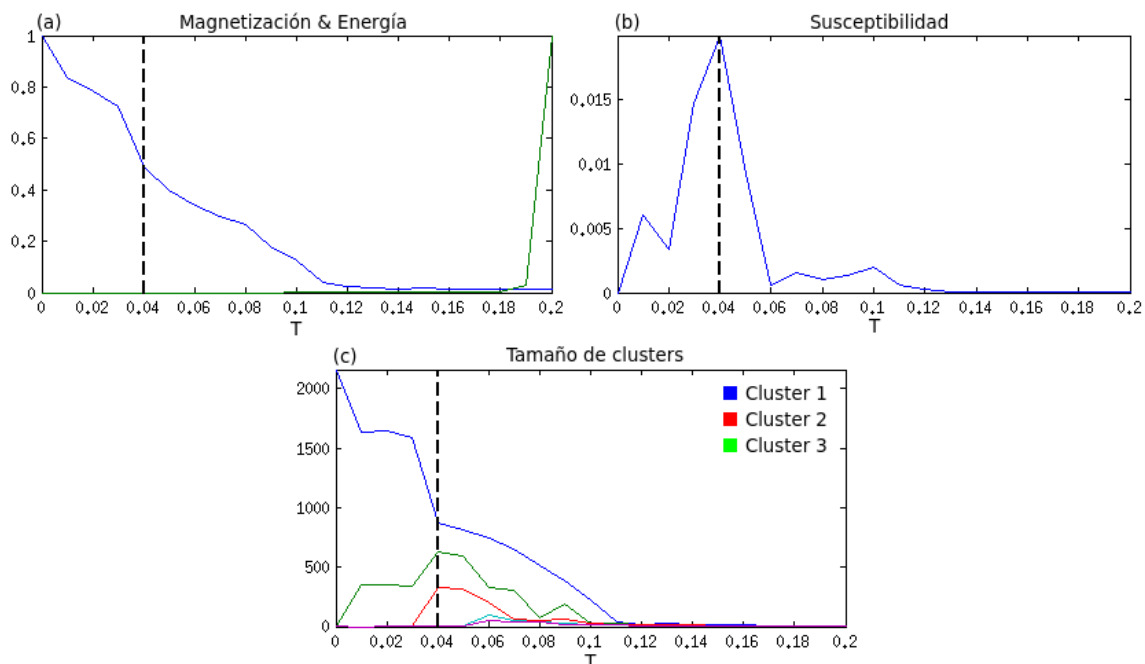 (a) Magnetización & Energía
1
0.8
0.6
0.4
0.2
0
0 0.02 0.04 0.06 0.08 0.1 0.12 0.14 0.16 0.18 0.2
T
(b) Susceptibilidad
0.015
0.01
0.005
0
0 0.02 0.04 0.06 0.08 0.1 0.12 0.14 0.16 0.18 0.2
T
(c) Tamaño de clusters
2000
1500
1000
500
0
0 0.02 0.04 0.06 0.08 0.1 0.12 0.14 0.16 0.18 0.2
T
Cluster 1
Cluster 2
Cluster 3